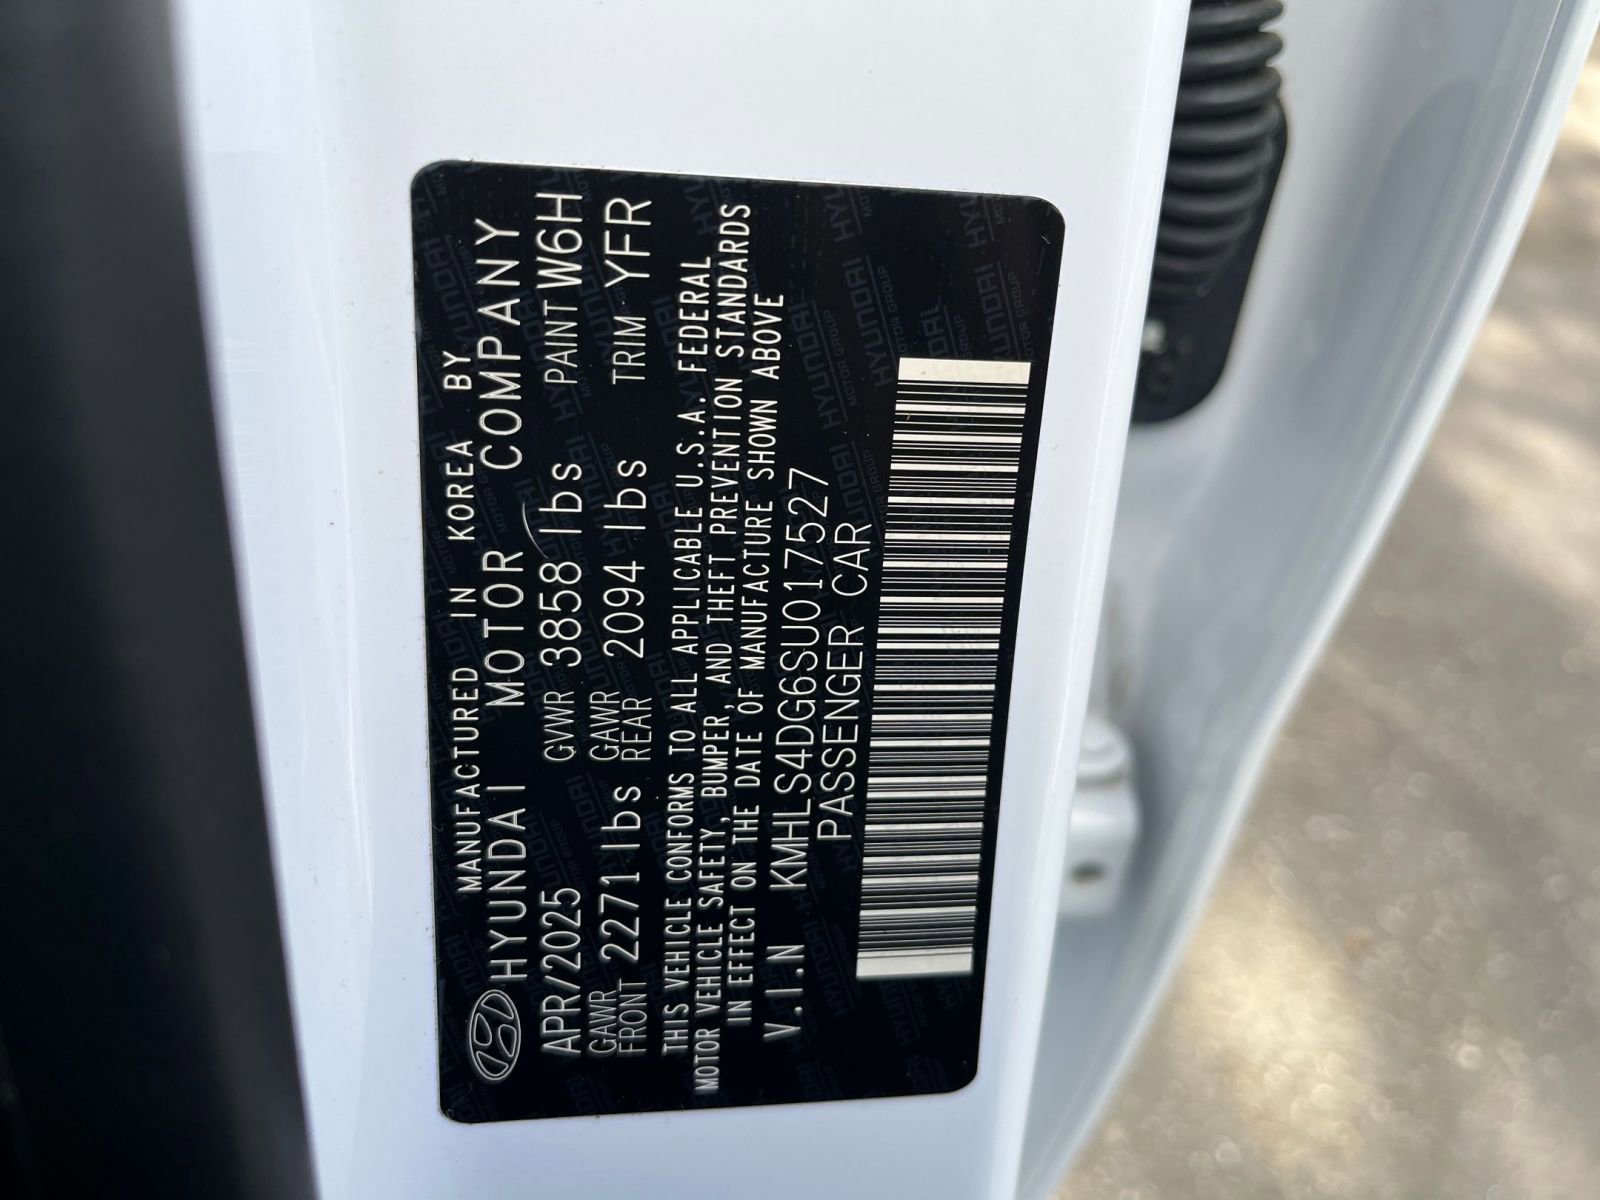 MANUFACTURED IN KOREA BY
HYUNDAI MOTOR COMPANY
APR/2025 GVWR 3858 lbs PAINT W6H
GAWR FRONT 2271 lbs GAWR REAR 2094 lbs TRIM YFR
THIS VEHICLE CONFORMS TO ALL APPLICABLE U.S.A. FEDERAL
MOTOR VEHICLE SAFETY, BUMPER, AND THEFT PREVENTION STANDARDS
IN EFFECT ON THE DATE OF MANUFACTURE SHOWN ABOVE
V.I.N KMHLS4DG6SU017527
PASSENGER CAR